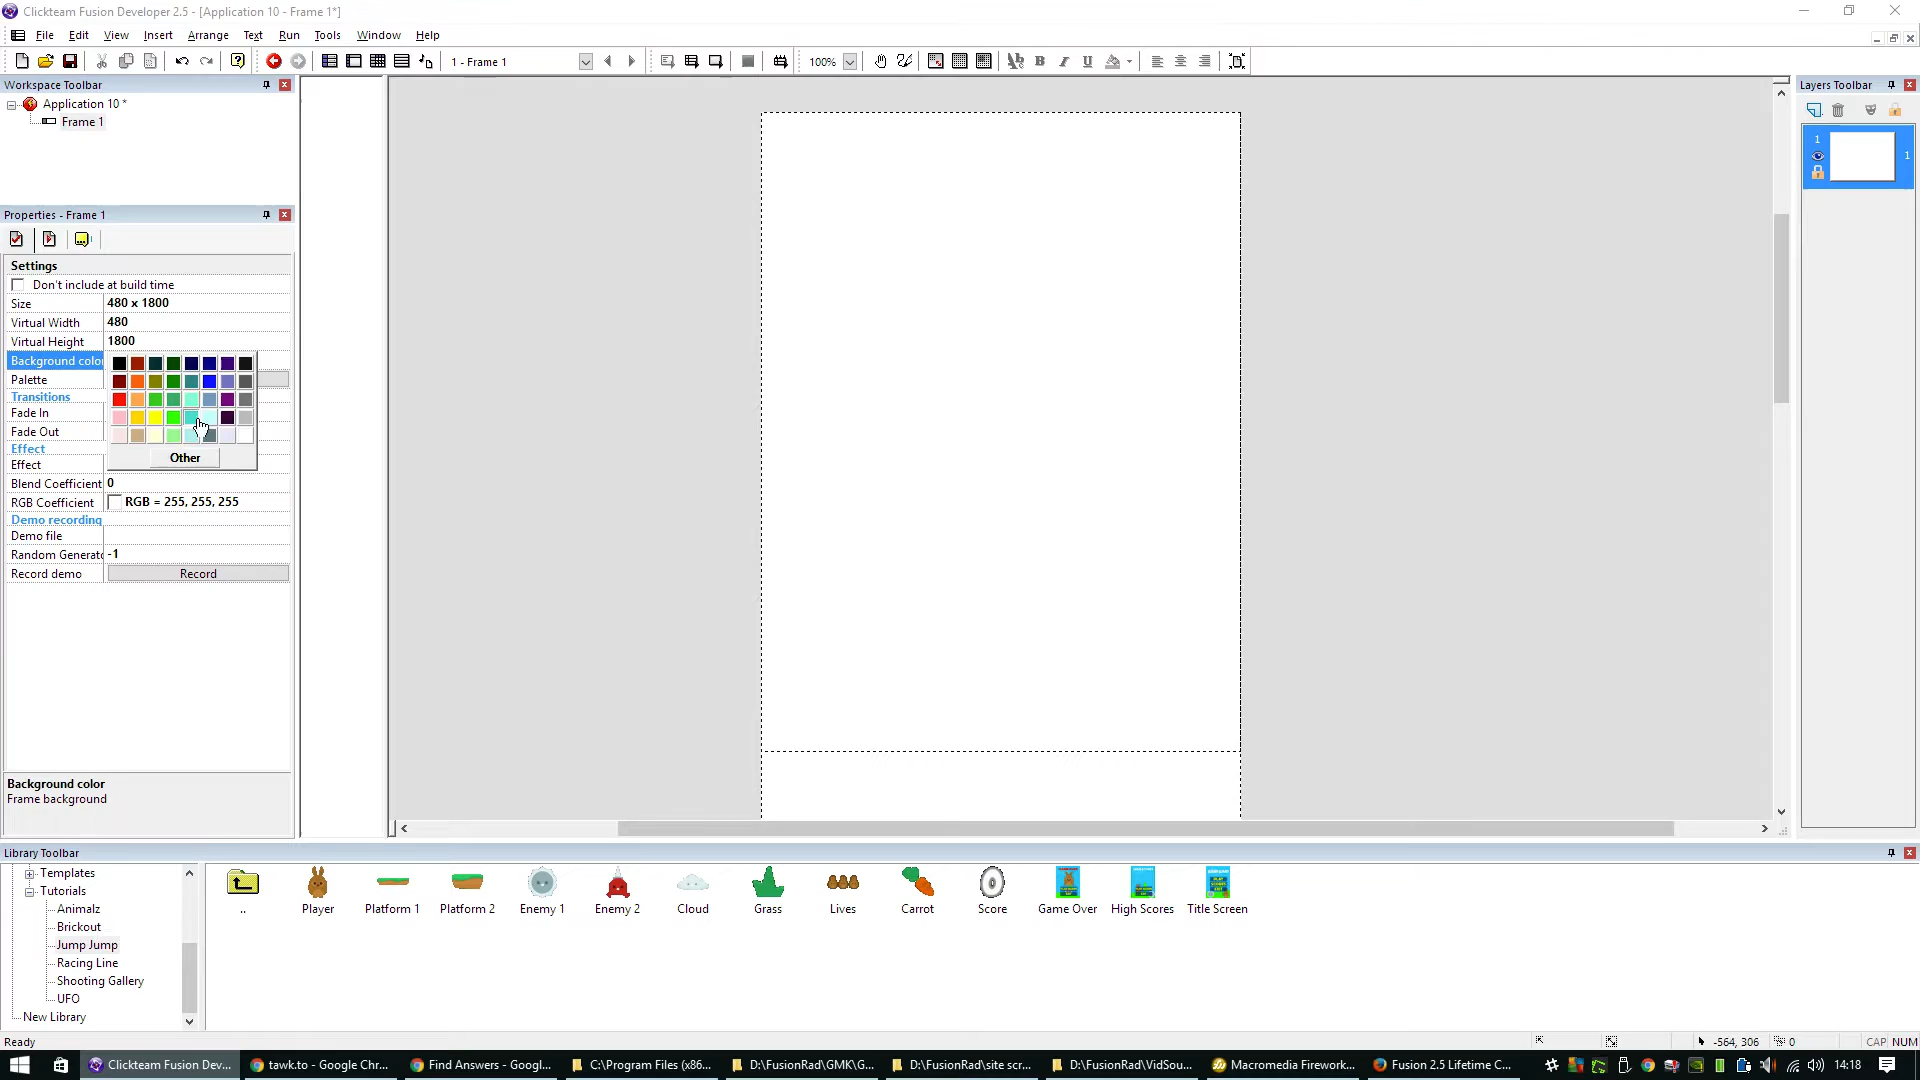 Clickteam Fusion Developer 2.5 - [Application 10 - Frame 1*]
File Edit View Insert Arrange Text Run Tools Window Help
1 - Frame 1
100%
Workspace Toolbar
Application 10 *
Frame 1
Properties - Frame 1
Settings
Don't include at build time
Size 480 x 1800
Virtual Width 480
Virtual Height 1800
Background color
Palette
Transitions
Fade In
Fade Out
Effect
Effect
Other
Blend Coefficient 0
RGB Coefficient RGB = 255, 255, 255
Demo recording
Demo file
Random Generato -1
Record demo Record
Background color
Frame background
Layers Toolbar
1
1
Library Toolbar
Templates
Tutorials
Animalz
Brickout
Jump Jump
Racing Line
Shooting Gallery
UFO
New Library
.. Player Platform 1 Platform 2 Enemy 1 Enemy 2 Cloud Grass Lives Carrot Score Game Over High Scores Title Screen
Ready
-564, 306 0 CAP NUM
Clickteam Fusion Dev... tawk.to - Google Chr... Find Answers - Googl... C:\Program Files (x86... D:\FusionRad\GMK\G... D:\FusionRad\site scr... D:\FusionRad\VidSou... Macromedia Firework... Fusion 2.5 Lifetime C... 14:18